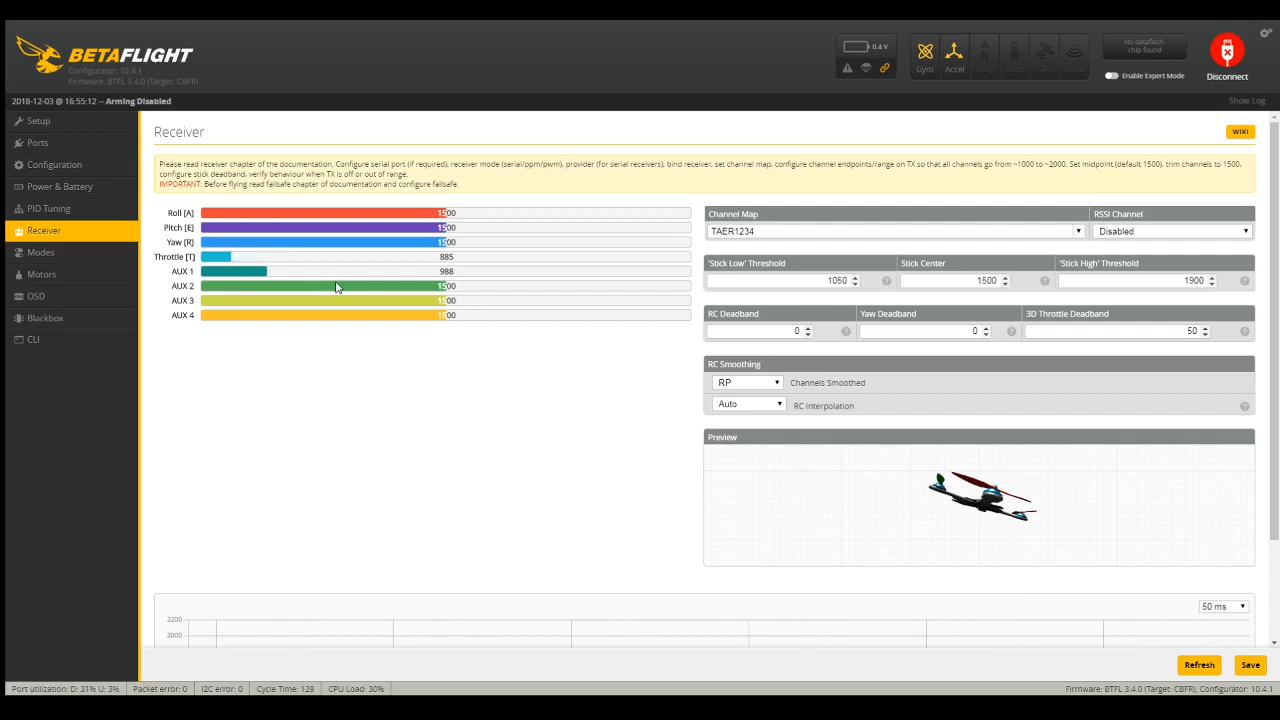 BETAFLIGHT
Configurator: 10.4.1
Firmware: BTFL 3.4.0 (Target: CBFR)
0.4 V
Gyro
Accel
No dataflash
chip found
Enable Expert Mode
Disconnect
2018-12-03 @ 16:55:12 -- Arming Disabled
Show Log
Setup
Ports
Configuration
Power & Battery
PID Tuning
Receiver
Modes
Motors
OSD
Blackbox
CLI
Receiver
WIKI
Please read receiver chapter of the documentation. Configure serial port (if required), receiver mode (serial/ppm/pwm), provider (for serial receivers), bind receiver, set channel map, configure channel endpoints/range on TX so that all channels go from ~1000 to ~2000. Set midpoint (default 1500), trim channels to 1500,
configure stick deadband, verify behaviour when TX is off or out of range.
IMPORTANT: Before flying read failsafe chapter of documentation and configure failsafe.
Roll [A] 1500
Pitch [E] 1500
Yaw [R] 1500
Throttle [T] 885
AUX 1 988
AUX 2 1500
AUX 3 1500
AUX 4 1500
Channel Map RSSI Channel
TAER1234 Disabled
'Stick Low' Threshold Stick Center 'Stick High' Threshold
1050 1500 1900
RC Deadband Yaw Deadband 3D Throttle Deadband
0 0 50
RC Smoothing
RP Channels Smoothed
Auto RC Interpolation
Preview
50 ms
2200
2000
Refresh Save
Port utilization: D: 31% U: 3% Packet error: 0 I2C error: 0 Cycle Time: 129 CPU Load: 30% Firmware: BTFL 3.4.0 (Target: CBFR), Configurator: 10.4.1